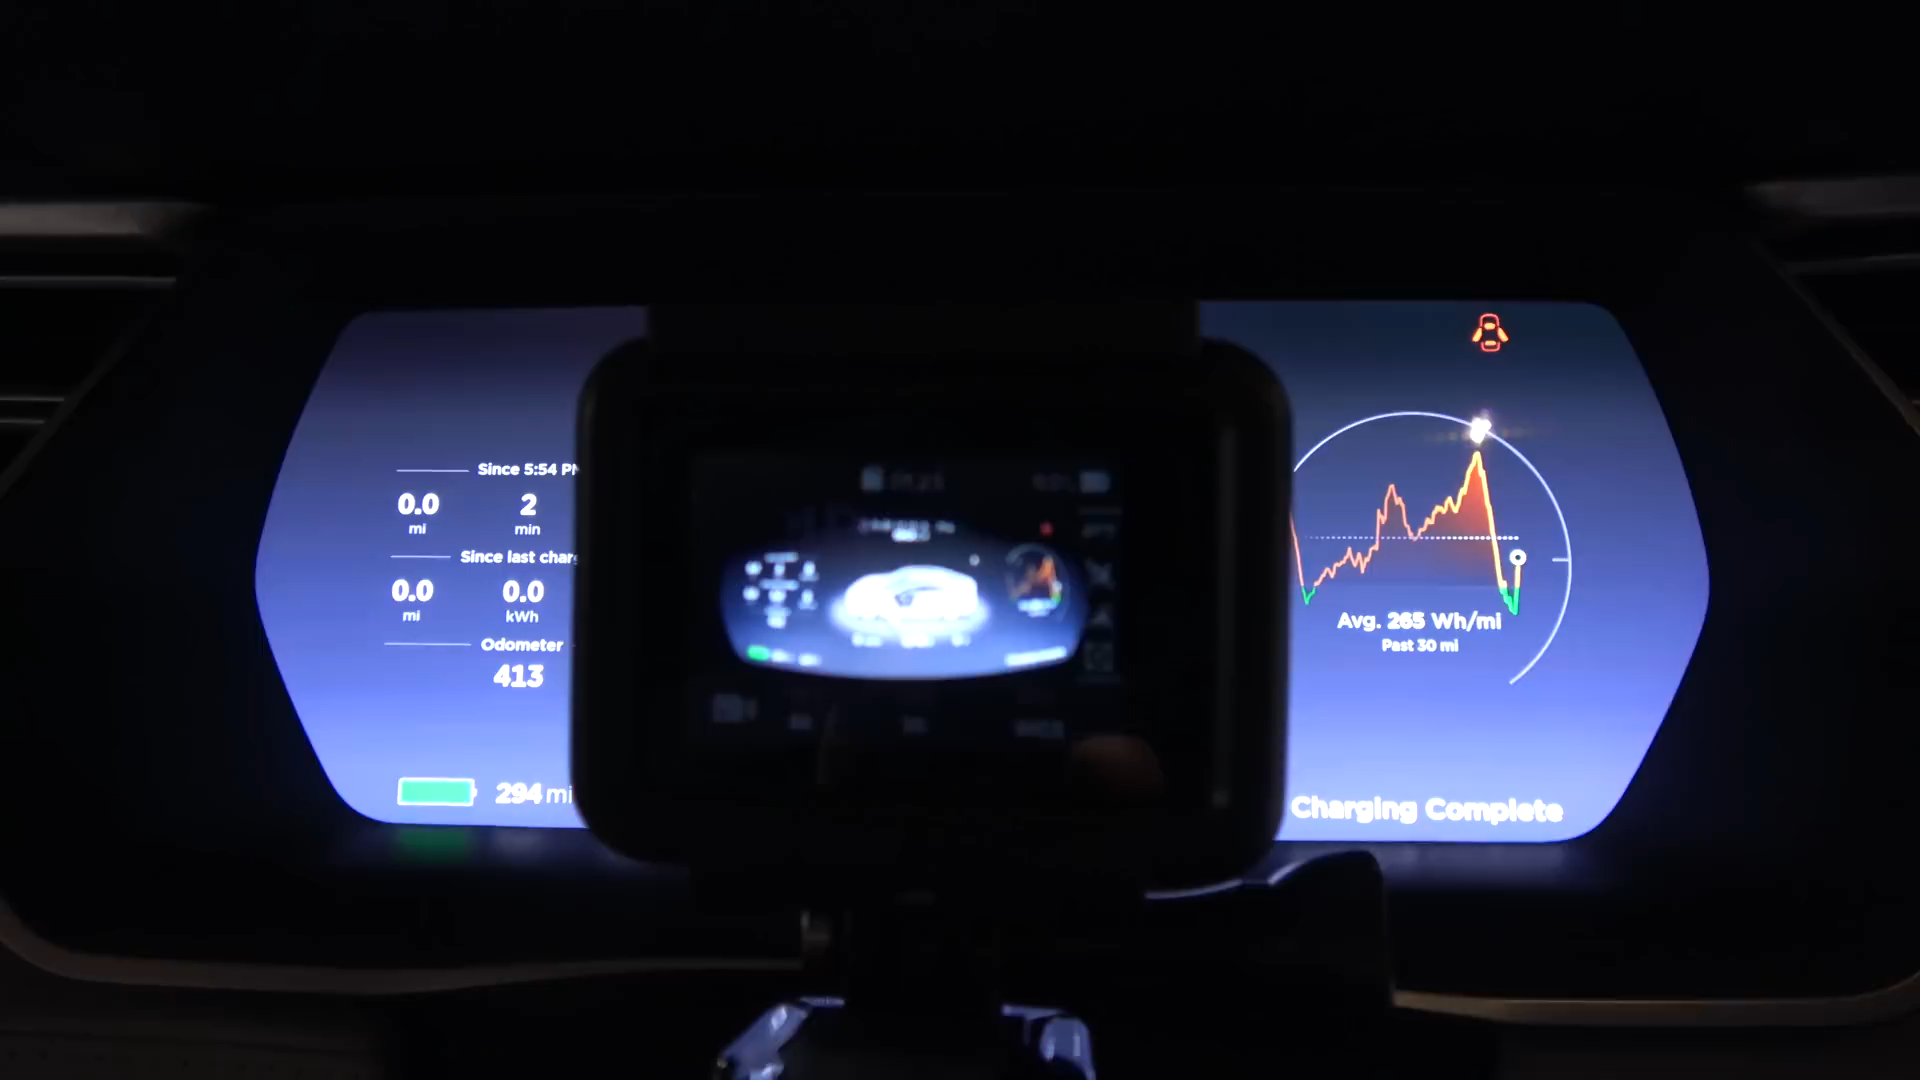 Since 5:54 P
0.0
2
mi
min
Since last char
0.0
0.0
mi
kWh
Odometer
413
294 mi
Avg. 265 Wh/mi
Past 30 mi
Charging Complete